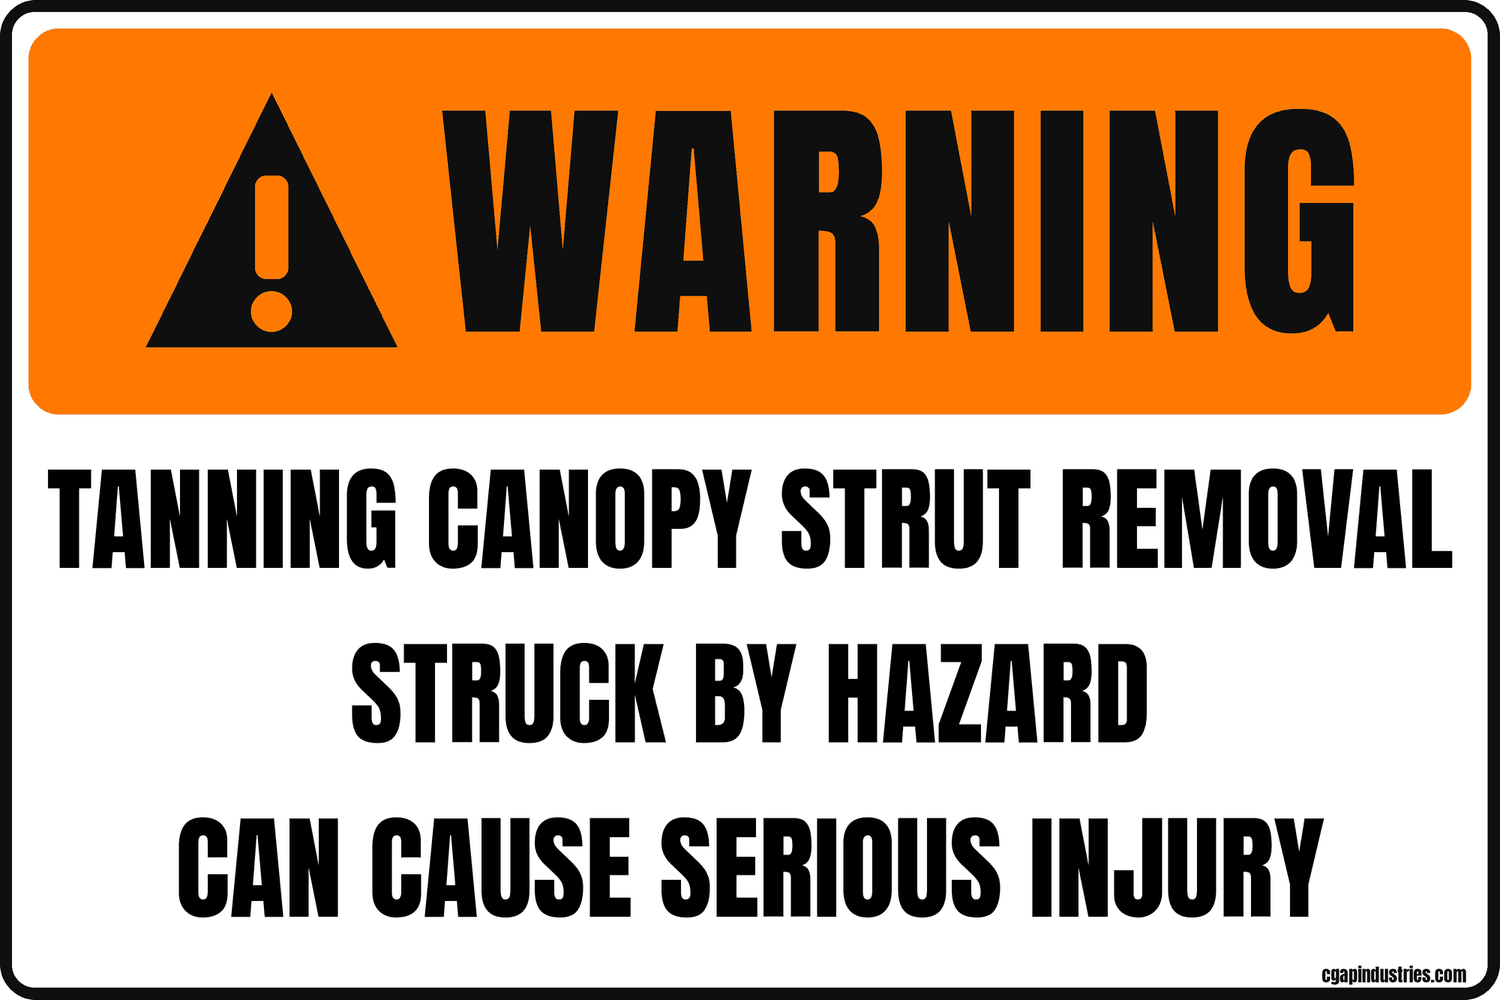 WARNING
TANNING CANOPY STRUT REMOVAL
STRUCK BY HAZARD
CAN CAUSE SERIOUS INJURY
cgapindustries.com